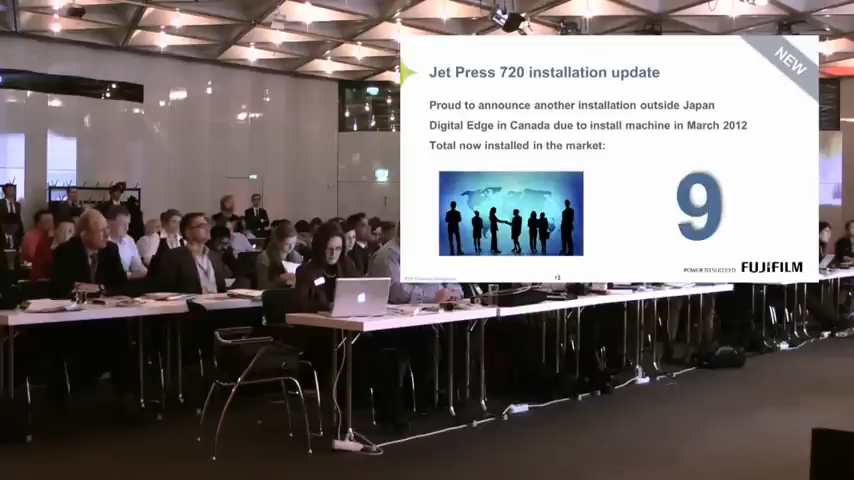 NEW
Jet Press 720 installation update
Proud to announce another installation outside Japan
Digital Edge in Canada due to install machine in March 2012
Total now installed in the market:
9
POWER TO SUCCEED FUJIFILM